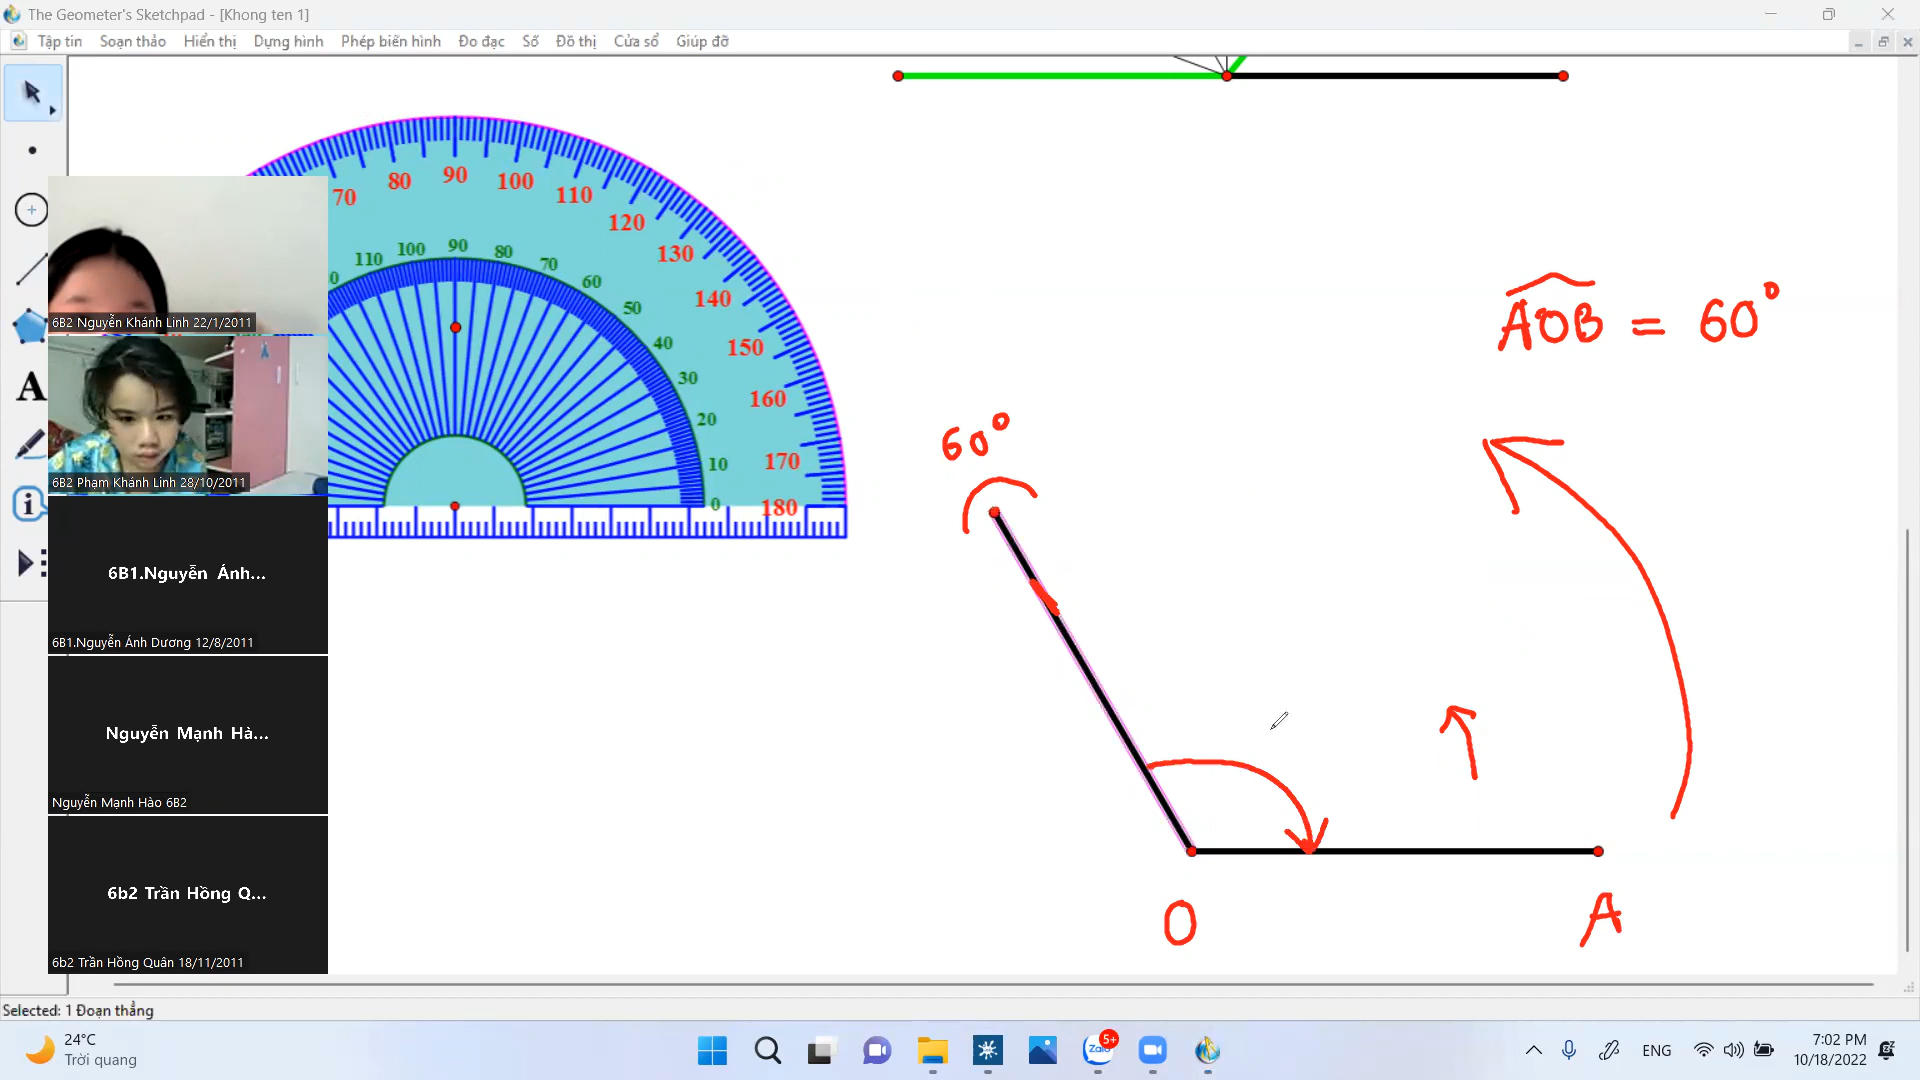 The Geometer's Sketchpad - [Khong ten 1]
Tập tin Soạn thảo Hiển thị Dựng hình Phép biến hình Đo đạc Số Đồ thị Cửa sổ Giúp đỡ
70 80 90 100 110 120 130 140 150 160 170 180
0 110 100 90 80 70 60 50 40 30 20 10 0
A
AOB = 60°
60°
O A
6B2 Nguyễn Khánh Linh 22/1/2011
6B2 Phạm Khánh Linh 28/10/2011
6B1.Nguyễn Ánh...
6B1.Nguyễn Ánh Dương 12/8/2011
Nguyễn Mạnh Hà...
Nguyễn Mạnh Hào 6B2
6b2 Trần Hồng Q...
6b2 Trần Hồng Quân 18/11/2011
Selected: 1 Đoạn thẳng
24°C
Trời quang
Zalo
5+
ENG
7:02 PM
10/18/2022